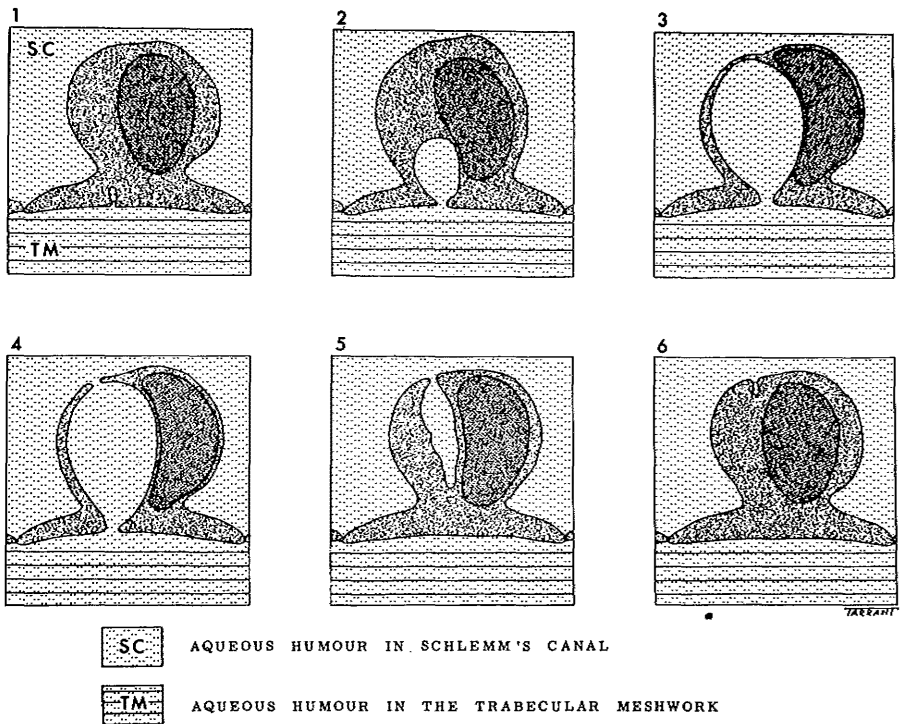 1
SC
TM
2
3
4
5
6
TARRANT
SC AQUEOUS HUMOUR IN SCHLEMM'S CANAL
TM AQUEOUS HUMOUR IN THE TRABECULAR MESHWORK